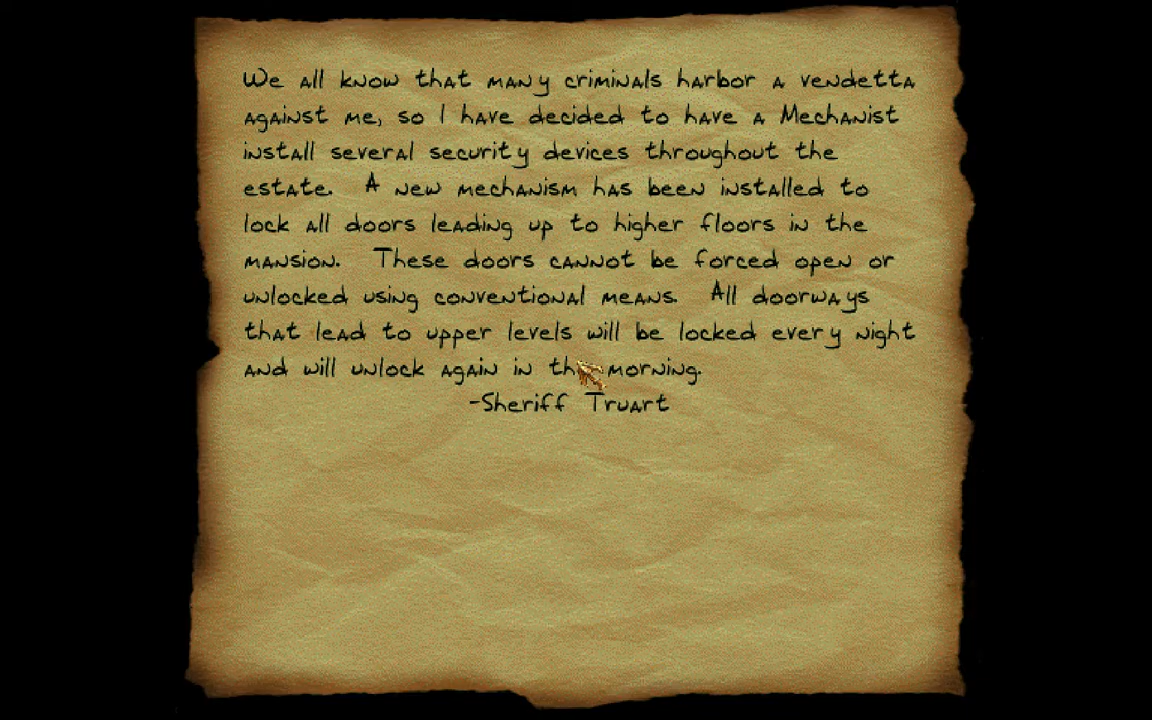 We all know that many criminals harbor a vendetta
against me, so I have decided to have a Mechanist
install several security devices throughout the
estate.  A new mechanism has been installed to
lock all doors leading up to higher floors in the
mansion.  These doors cannot be forced open or
unlocked using conventional means.  All doorways
that lead to upper levels will be locked every night
and will unlock again in the morning.
-Sheriff Truart